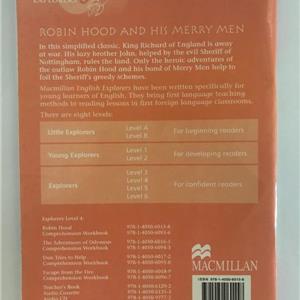 EXPLORERS
ROBIN HOOD AND HIS MERRY MEN
In this simplified classic, King Richard of England is away
at war. His lazy brother John, helped by the evil Sheriff of
Nottingham, rules the land. Only the heroic adventures of
the outlaw Robin Hood and his band of Merry Men help to
foil the Sheriff's greedy schemes.
Macmillan English Explorers have been written specifically for
young learners of English. They bring first language teaching
methods to reading lessons in first foreign language classrooms.
There are eight levels:
Little Explorers
Level A
Level B
For beginning readers
Young Explorers
Level 1
Level 2
For developing readers
Explorers
Level 3
Level 4
Level 5
Level 6
For confident readers
Explorers Level 4:
Robin Hood
Comprehension Workbook
The Adventures of Odysseus
Comprehension Workbook
Dan Tries to Help
Comprehension Workbook
Escape from the Fire
Comprehension Workbook
Teacher's Book
Audio Cassette
Audio CD
MACMILLAN